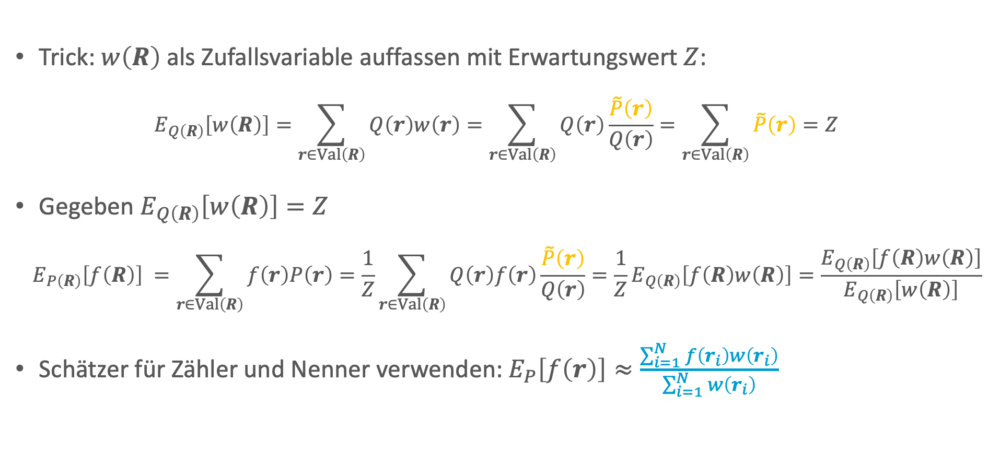 • Trick: w(R) als Zufallsvariable auffassen mit Erwartungswert Z:
E_{Q(R)}[w(R)] = ∑_{r∈Val(R)} Q(r)w(r) = ∑_{r∈Val(R)} Q(r) P̃(r)/Q(r) = ∑_{r∈Val(R)} P̃(r) = Z
• Gegeben E_{Q(R)}[w(R)] = Z
E_{P(R)}[f(R)] = ∑_{r∈Val(R)} f(r)P(r) = 1/Z ∑_{r∈Val(R)} Q(r)f(r) P̃(r)/Q(r) = 1/Z E_{Q(R)}[f(R)w(R)] = E_{Q(R)}[f(R)w(R)]/E_{Q(R)}[w(R)]
• Schätzer für Zähler und Nenner verwenden: E_P[f(r)] ≈ ∑_{i=1}^N f(r_i)w(r_i)/∑_{i=1}^N w(r_i)